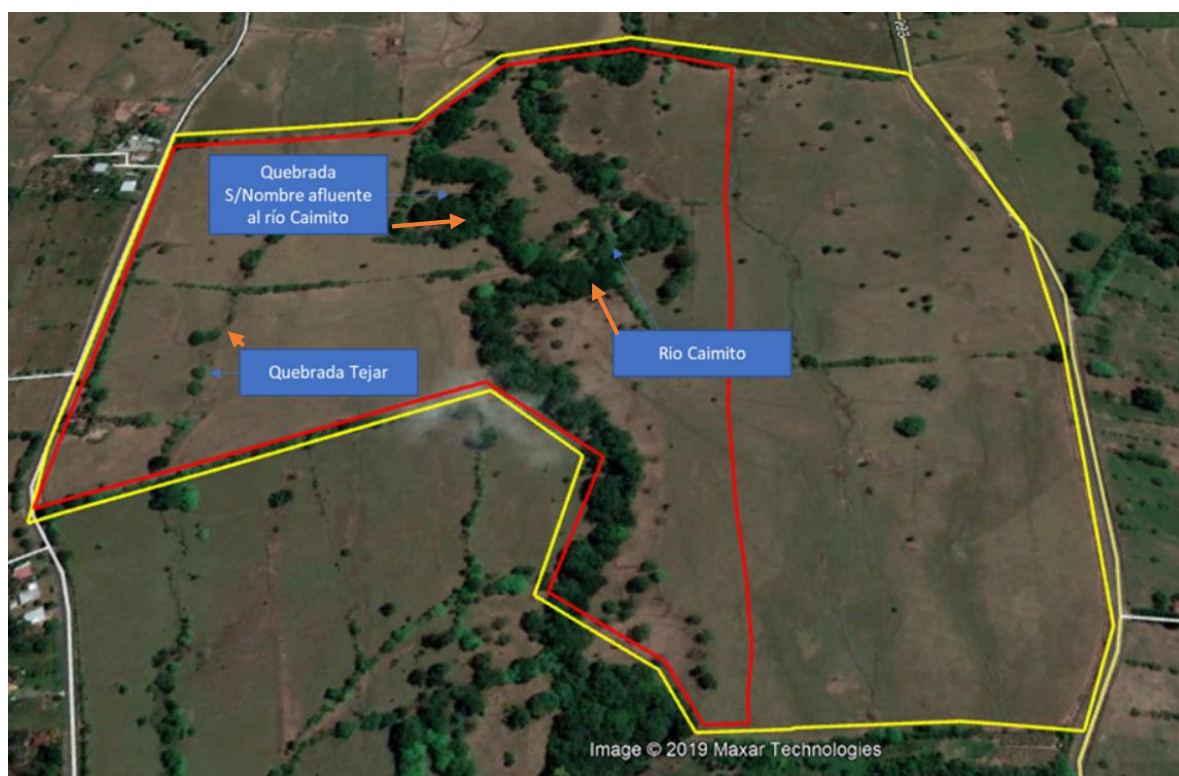 Quebrada
S/Nombre afluente
al río Caimito
Quebrada Tejar
Rio Caimito
Image © 2019 Maxar Technologies